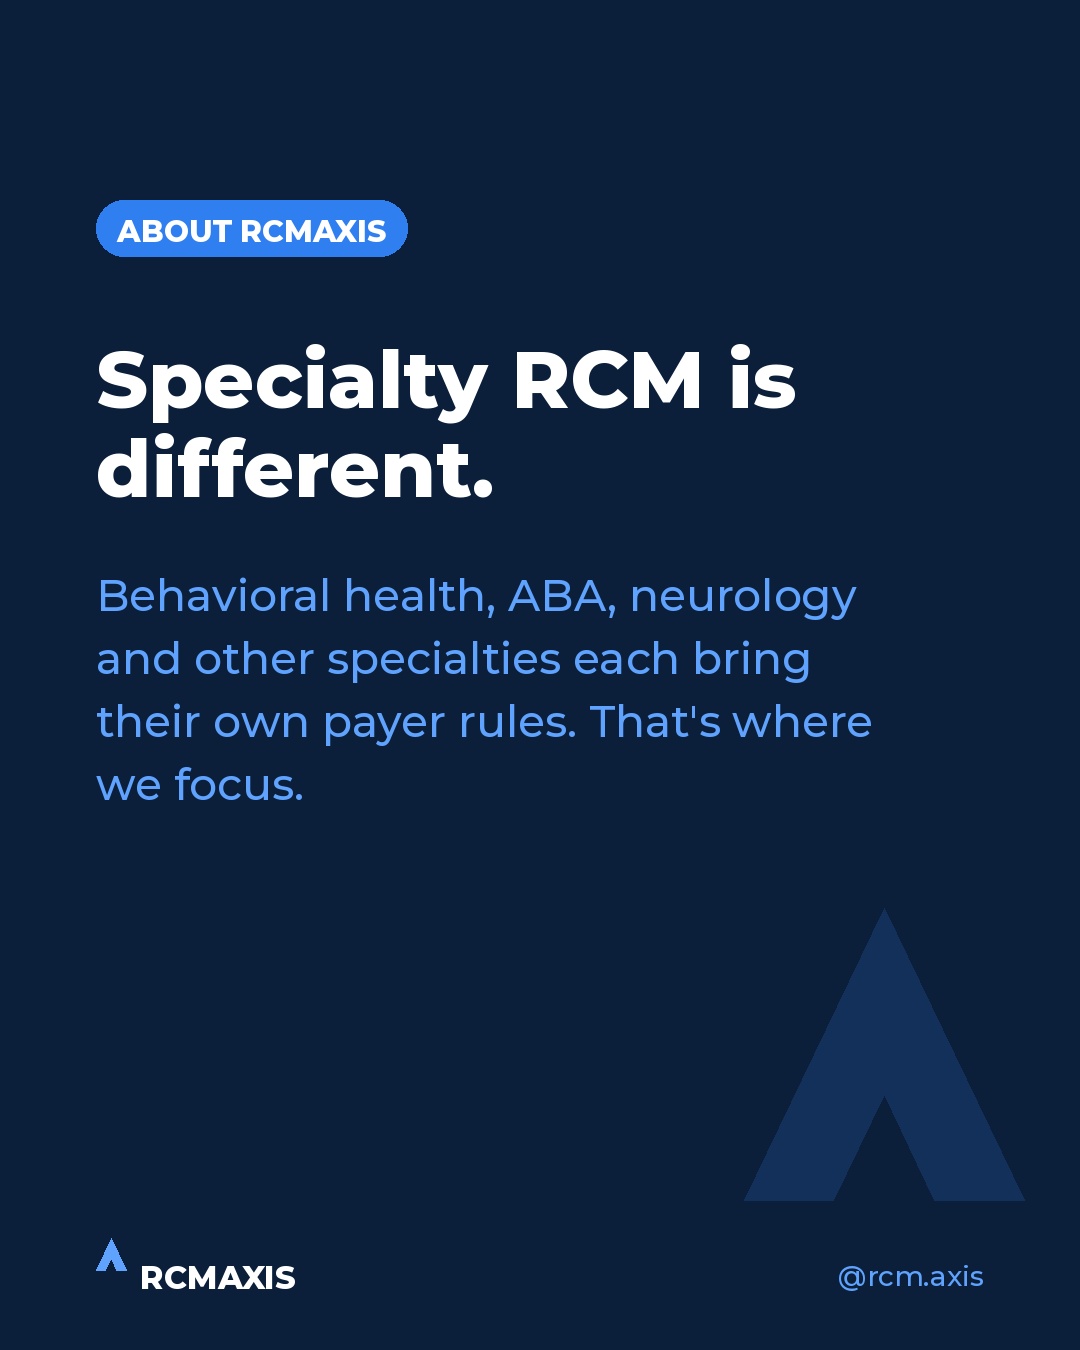 ABOUT RCMAXIS
Specialty RCM is
different.
Behavioral health, ABA, neurology
and other specialties each bring
their own payer rules. That's where
we focus.
RCMAXIS
@rcm.axis